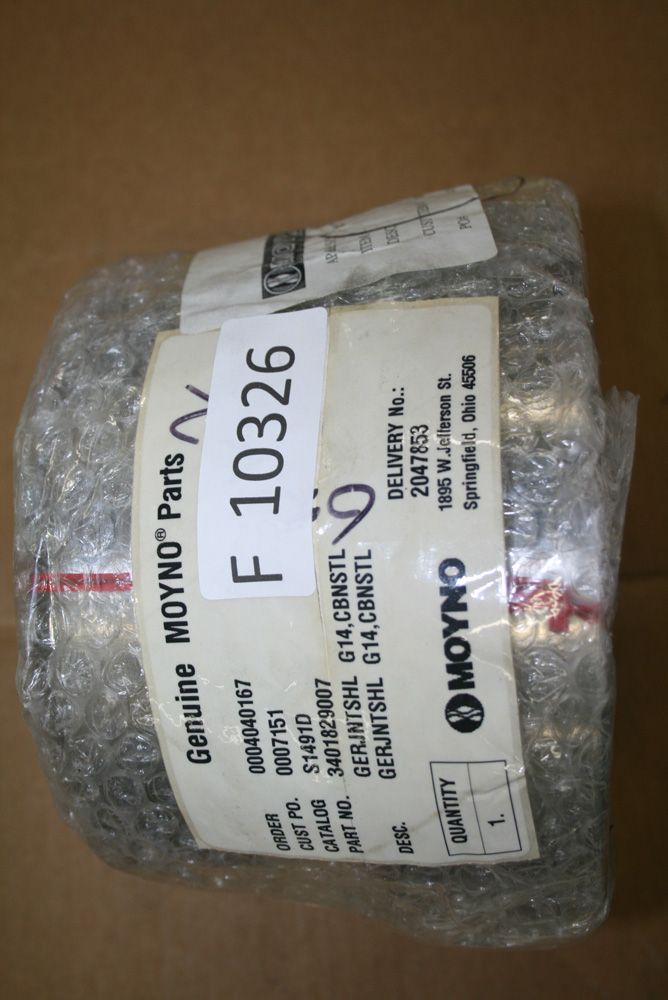 Genuine MOYNO® Parts
F 10326
ORDER 0004040167
CUST PO. 0007151
CATALOG S1491D
PART NO. 3401829007
GERJNTSHL G14,CBNSTL
DESC. GERJNTSHL G14,CBNSTL
DELIVERY No.:
2047853
QUANTITY
1.
MOYNO
1895 W.Jefferson St.
Springfield, Ohio 45506